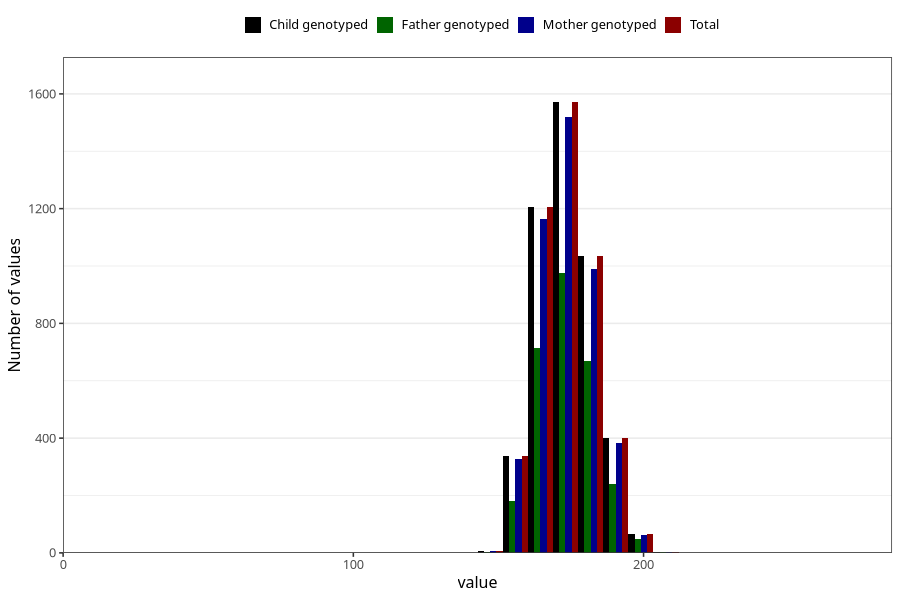 Child genotyped Father genotyped Mother genotyped Total
Number of values
1600
1200
800
400
0
0 100 200
value